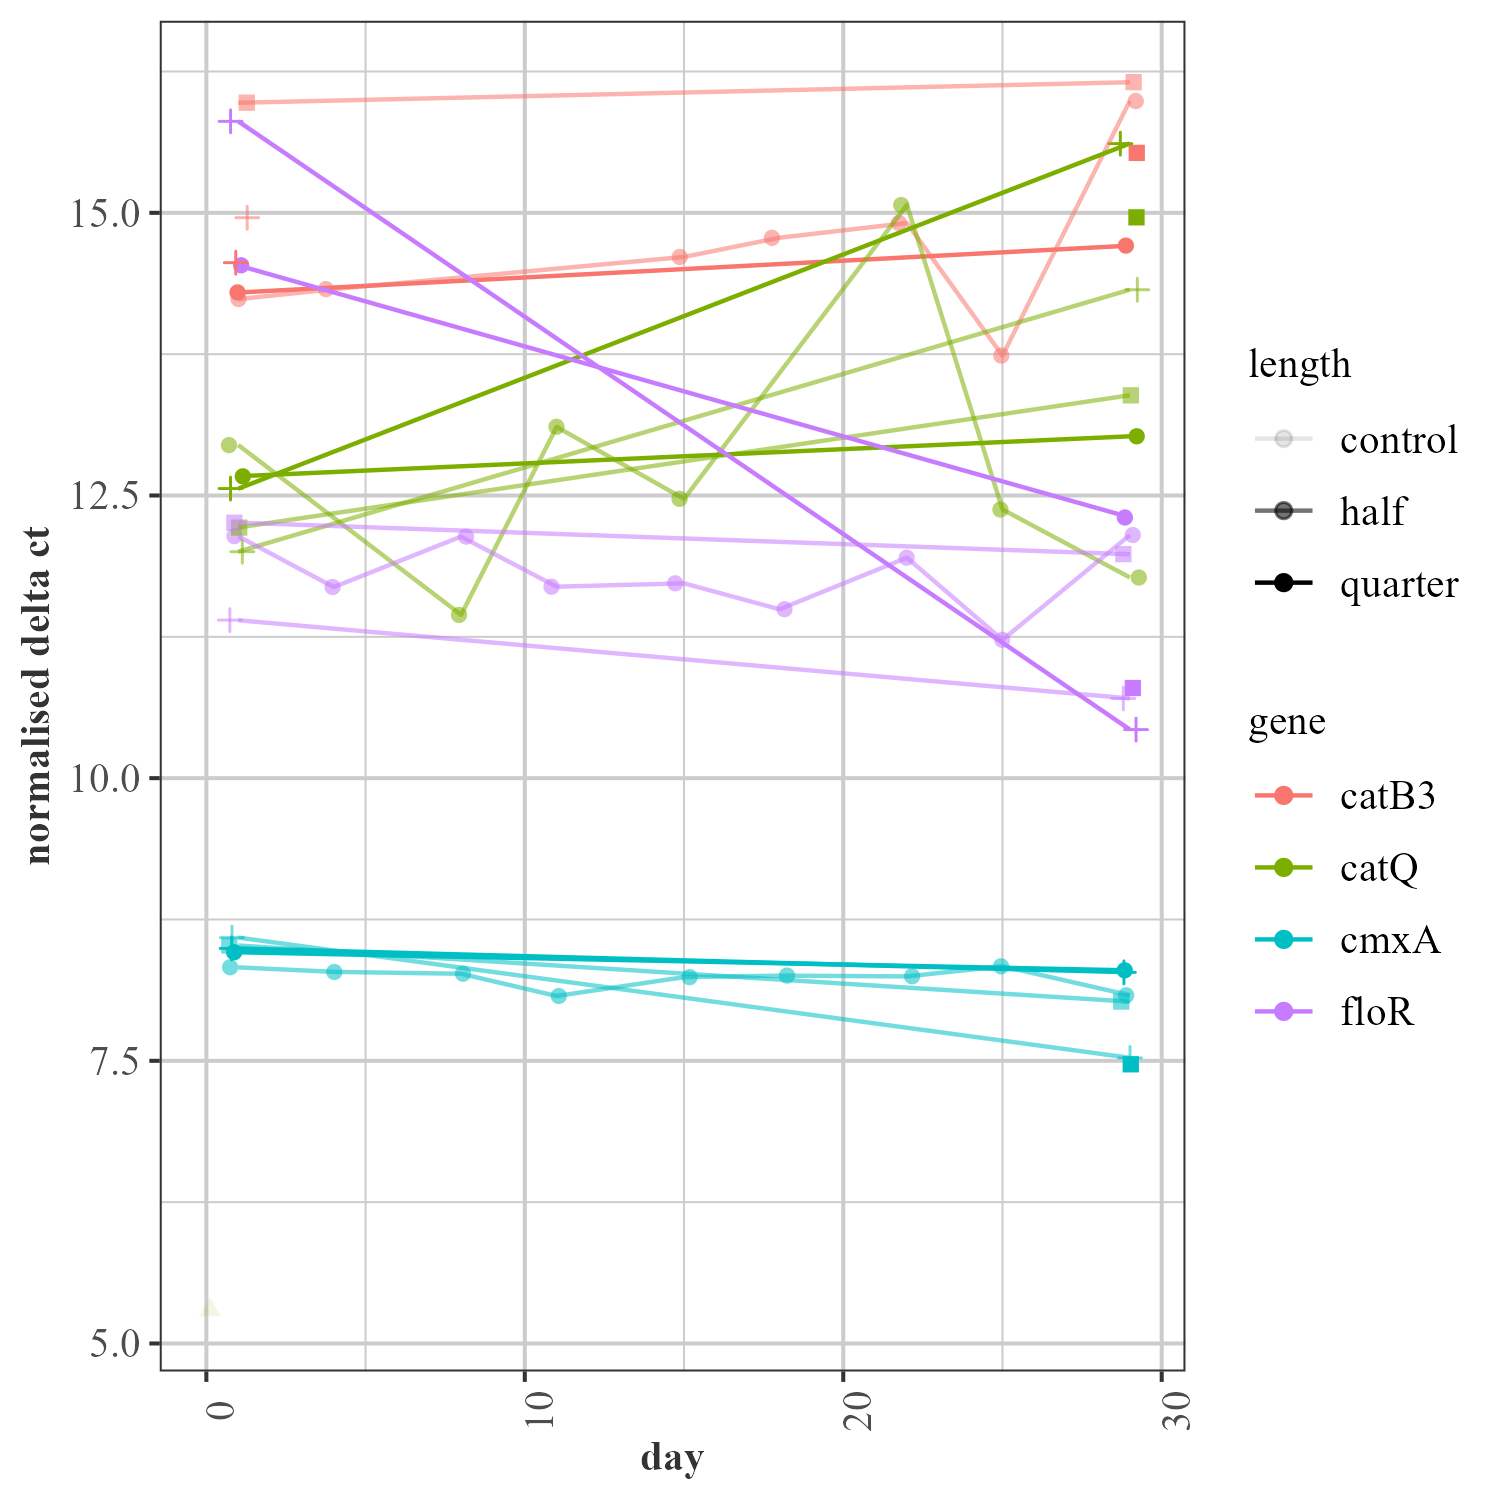 normalised delta ct
15.0
12.5
10.0
7.5
5.0
0
10
20
30
day
length
control
half
quarter
gene
catB3
catQ
cmxA
floR